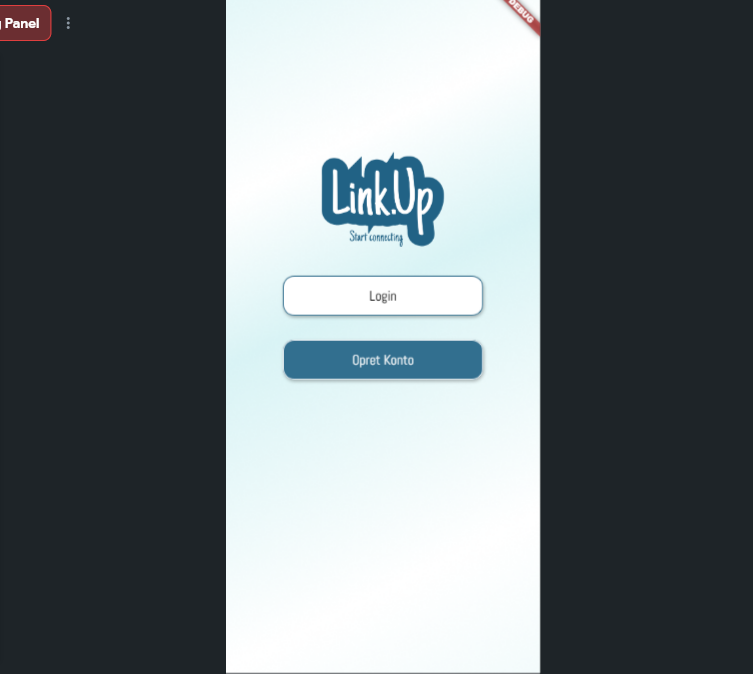 Panel
DEBUG
Link.Up
Start connecting
Login
Opret Konto